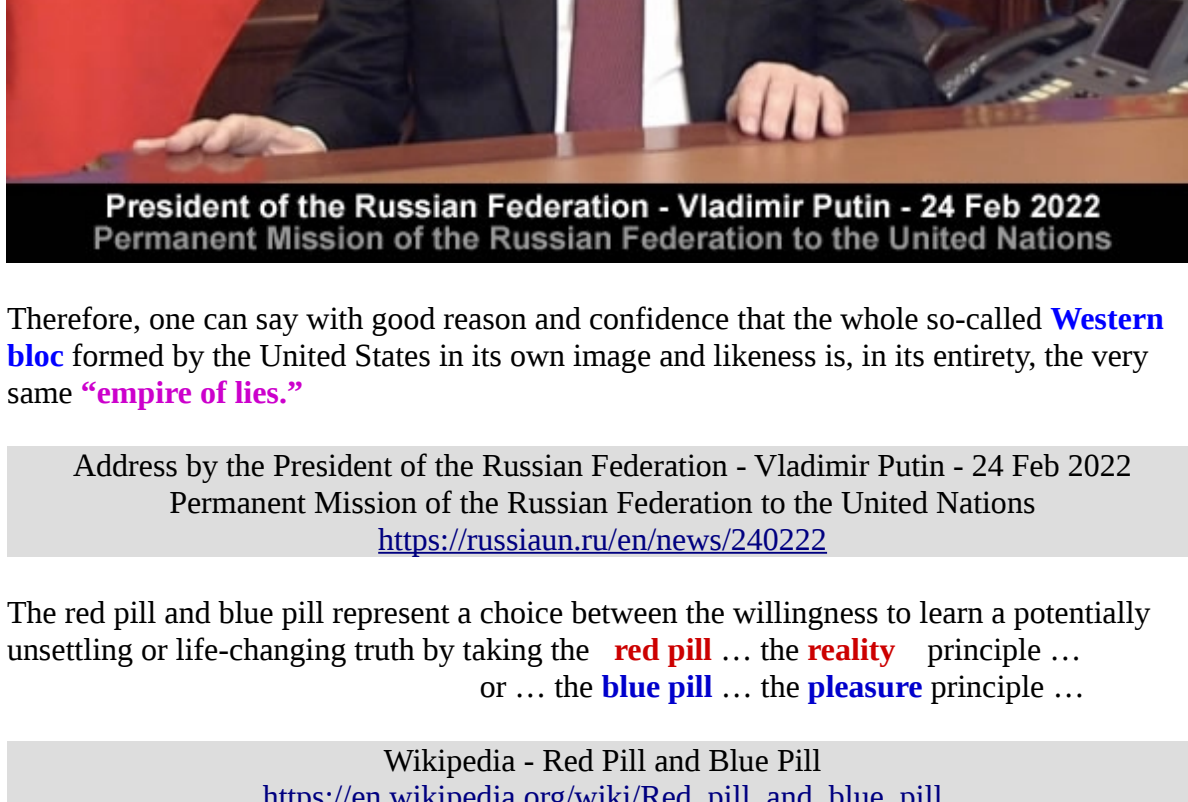 President of the Russian Federation - Vladimir Putin - 24 Feb 2022
Permanent Mission of the Russian Federation to the United Nations
Therefore, one can say with good reason and confidence that the whole so-called Western
bloc formed by the United States in its own image and likeness is, in its entirety, the very
same “empire of lies.”
Address by the President of the Russian Federation - Vladimir Putin - 24 Feb 2022
Permanent Mission of the Russian Federation to the United Nations
https://russiaun.ru/en/news/240222
The red pill and blue pill represent a choice between the willingness to learn a potentially
unsettling or life-changing truth by taking the red pill … the reality principle …
or … the blue pill … the pleasure principle …
Wikipedia - Red Pill and Blue Pill
https://en.wikipedia.org/wiki/Red_pill_and_blue_pill